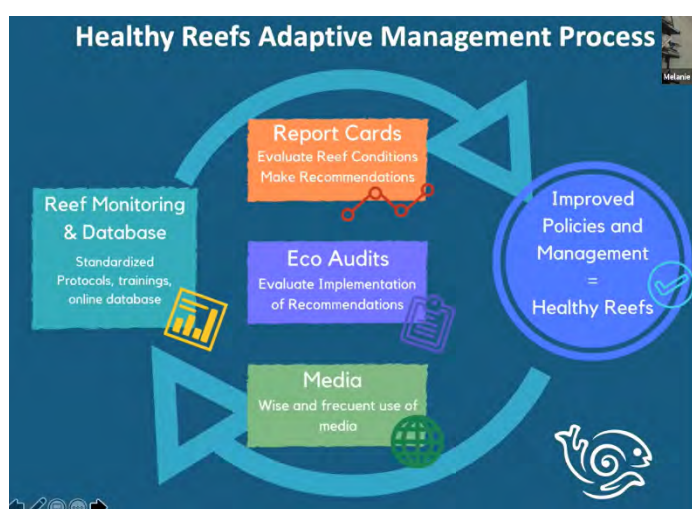 Healthy Reefs Adaptive Management Process
Melanie
Report Cards
Evaluate Reef Conditions
Make Recommendations
Reef Monitoring
& Database
Standardized
Protocols, trainings,
online database
Eco Audits
Evaluate Implementation
of Recommendations
Media
Wise and frecuent use of
media
Improved
Policies and
Management
=
Healthy Reefs